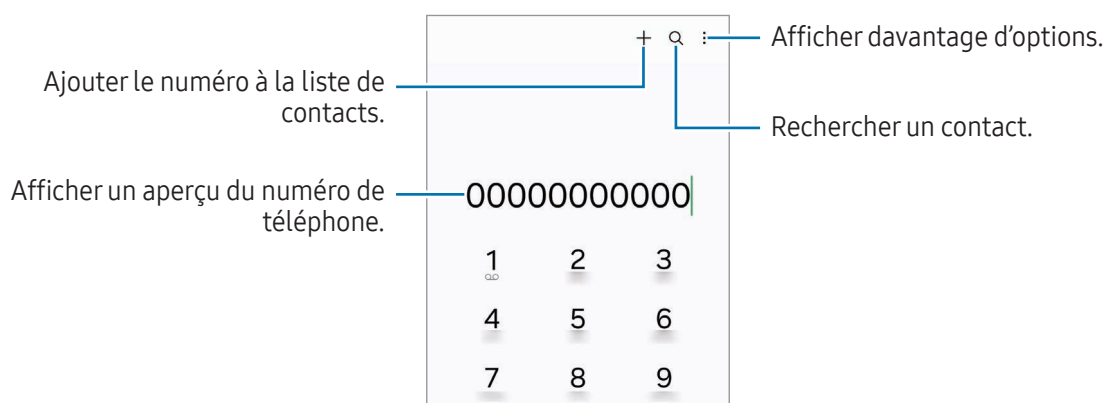 Afficher davantage d'options.
Ajouter le numéro à la liste de
contacts.
Rechercher un contact.
Afficher un aperçu du numéro de
téléphone.
00000000000
1 2 3
4 5 6
7 8 9